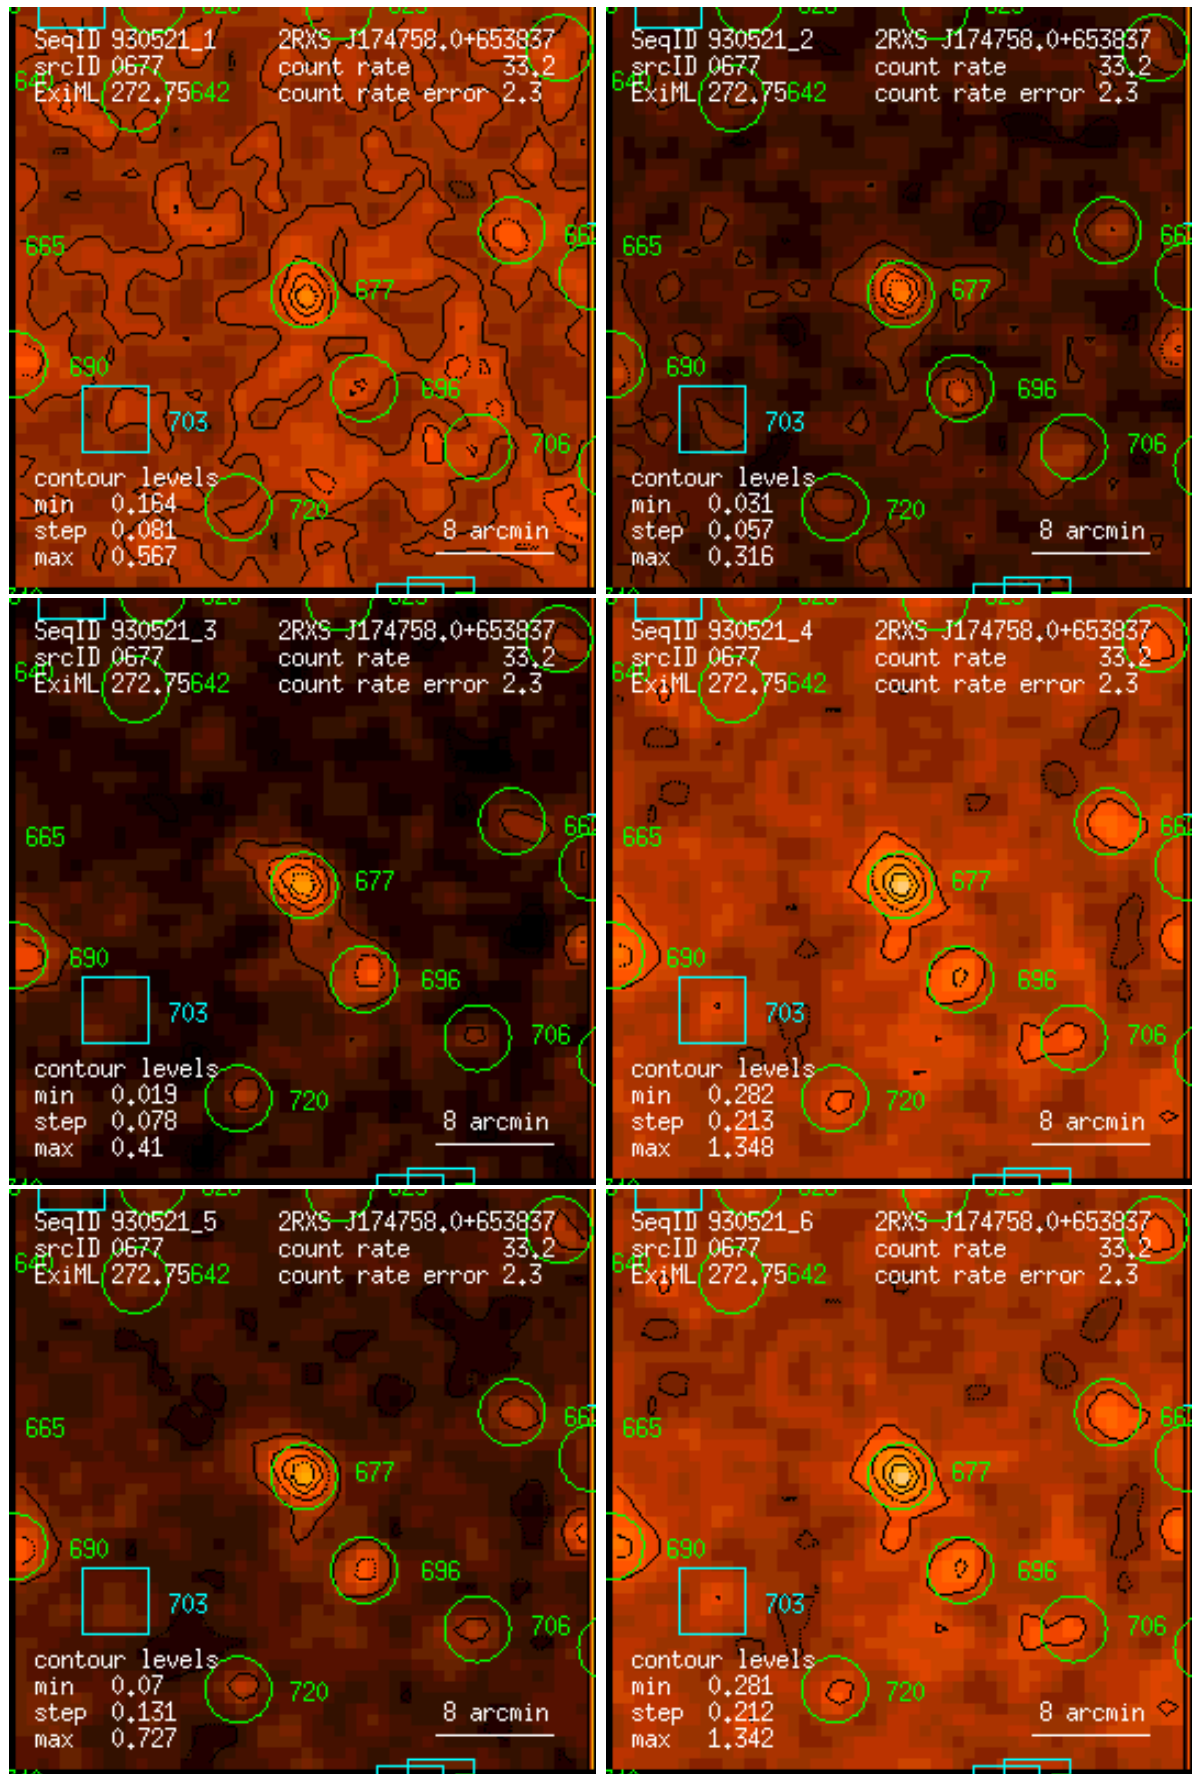 628 629
SeqID 930521_1 2RXS J174758.0+653837
srcID 0677 count rate 33.2
640
ExiML 272.75 642 count rate error 2.3
665
677
690
696
703
706
contour levels
min 0.164
720
step 0.081 8 arcmin
max 0.567
SeqID 930521_2 2RXS J174758.0+653837
srcID 0677 count rate 33.2
640
ExiML 272.75 642 count rate error 2.3
665
677
690
696
703
706
contour levels
min 0.031
720
step 0.057 8 arcmin
max 0.316
SeqID 930521_3 2RXS J174758.0+653837
srcID 0677 count rate 33.2
640
ExiML 272.75 642 count rate error 2.3
665
677
690
696
703
706
contour levels
min 0.019
720
step 0.078 8 arcmin
max 0.41
SeqID 930521_4 2RXS J174758.0+653837
srcID 0677 count rate 33.2
640
ExiML 272.75 642 count rate error 2.3
665
677
690
696
703
706
contour levels
min 0.282
720
step 0.213 8 arcmin
max 1.348
SeqID 930521_5 2RXS J174758.0+653837
srcID 0677 count rate 33.2
640
ExiML 272.75 642 count rate error 2.3
665
677
690
696
703
706
contour levels
min 0.07
720
step 0.131 8 arcmin
max 0.727
SeqID 930521_6 2RXS J174758.0+653837
srcID 0677 count rate 33.2
640
ExiML 272.75 642 count rate error 2.3
665
677
690
696
703
706
contour levels
min 0.281
720
step 0.212 8 arcmin
max 1.342